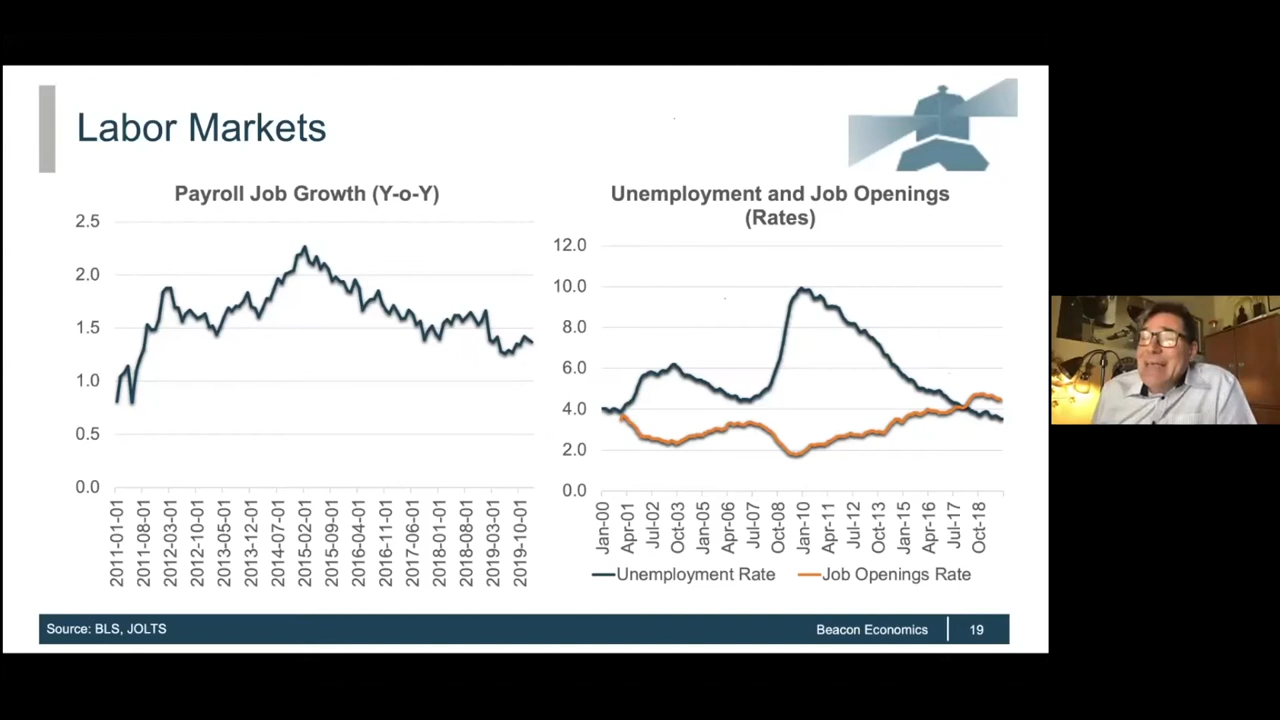 Labor Markets
Payroll Job Growth (Y-o-Y)
2.5
2.0
1.5
1.0
0.5
0.0
2011-01-01
2011-08-01
2012-03-01
2012-10-01
2013-05-01
2013-12-01
2014-07-01
2015-02-01
2015-09-01
2016-04-01
2016-11-01
2017-06-01
2018-01-01
2018-08-01
2019-03-01
2019-10-01
Unemployment and Job Openings
(Rates)
12.0
10.0
8.0
6.0
4.0
2.0
0.0
Jan-00
Apr-01
Jul-02
Oct-03
Jan-05
Apr-06
Jul-07
Oct-08
Jan-10
Apr-11
Jul-12
Oct-13
Jan-15
Apr-16
Jul-17
Oct-18
Unemployment Rate
Job Openings Rate
Source: BLS, JOLTS
Beacon Economics
19